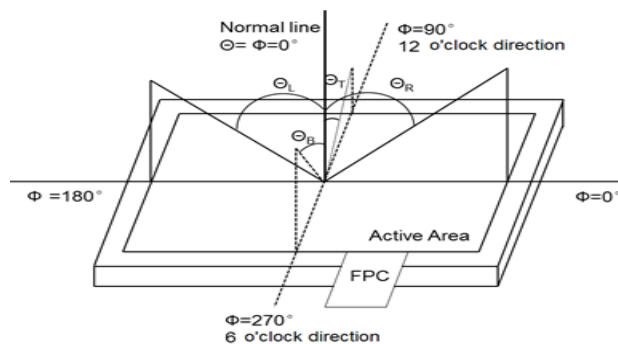 Normal line
Θ= Φ=0°
Φ=90°
12 o'clock direction
ΘL
ΘT
ΘR
ΘB
Φ =180°
Φ=0°
Active Area
FPC
Φ=270°
6 o'clock direction